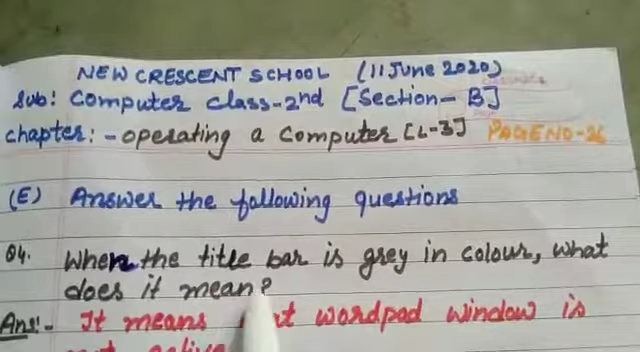 NEW CRESCENT SCHOOL (11 June 2020)
Sub: Computer class-2nd [Section-B]
chapter:-operating a Computer [L-3] PAGE NO-26
(E) Answer the following questions
Q4. When the title bar is grey in colour, what
does it mean?
Ans:- It means wordpad window is